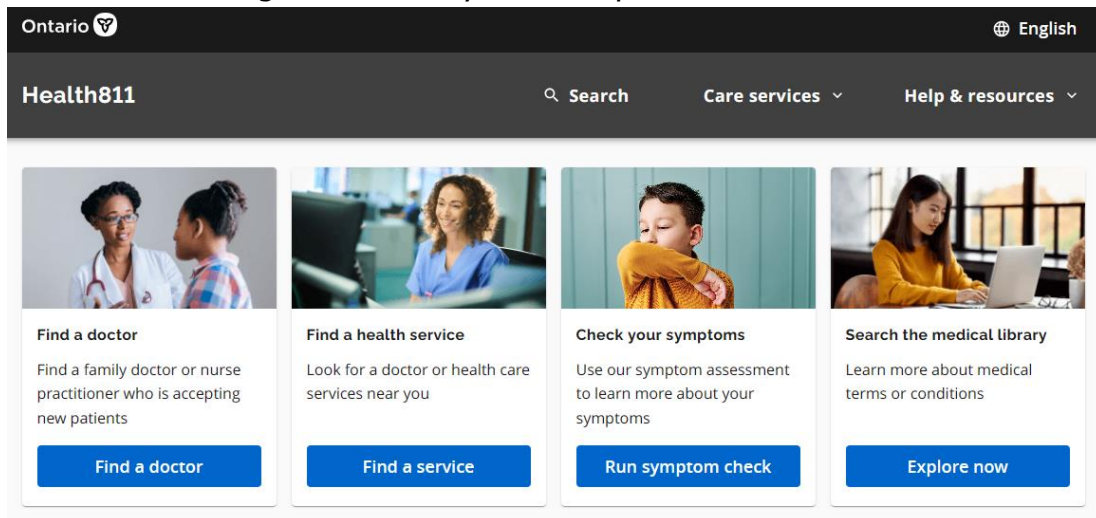 Ontario
English
Health811
Search
Care services
Help & resources
Find a doctor
Find a family doctor or nurse
practitioner who is accepting
new patients
Find a doctor
Find a health service
Look for a doctor or health care
services near you
Find a service
Check your symptoms
Use our symptom assessment
to learn more about your
symptoms
Run symptom check
Search the medical library
Learn more about medical
terms or conditions
Explore now